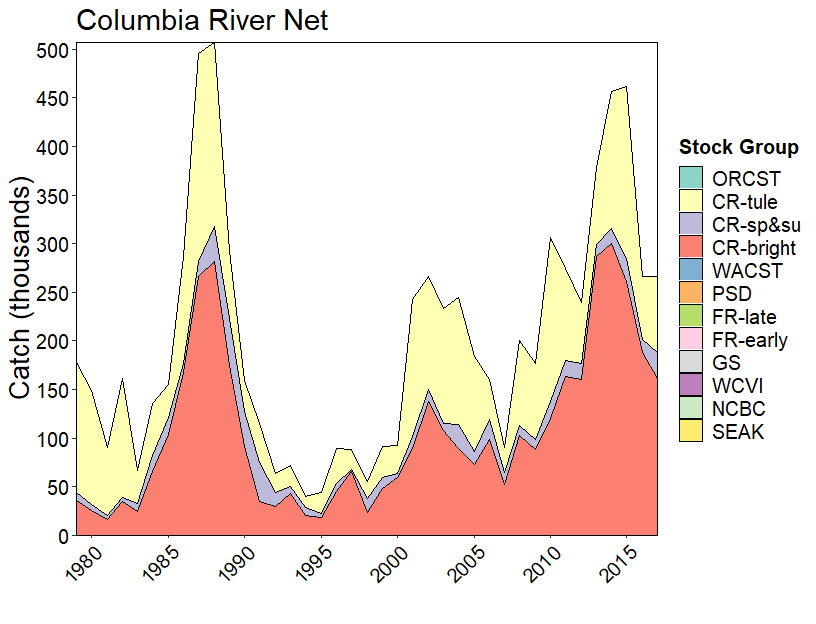 Columbia River Net
Catch (thousands)
500
450
400
350
300
250
200
150
100
50
0
1980
1985
1990
1995
2000
2005
2010
2015
Stock Group
ORCST
CR-tule
CR-sp&su
CR-bright
WACST
PSD
FR-late
FR-early
GS
WCVI
NCBC
SEAK